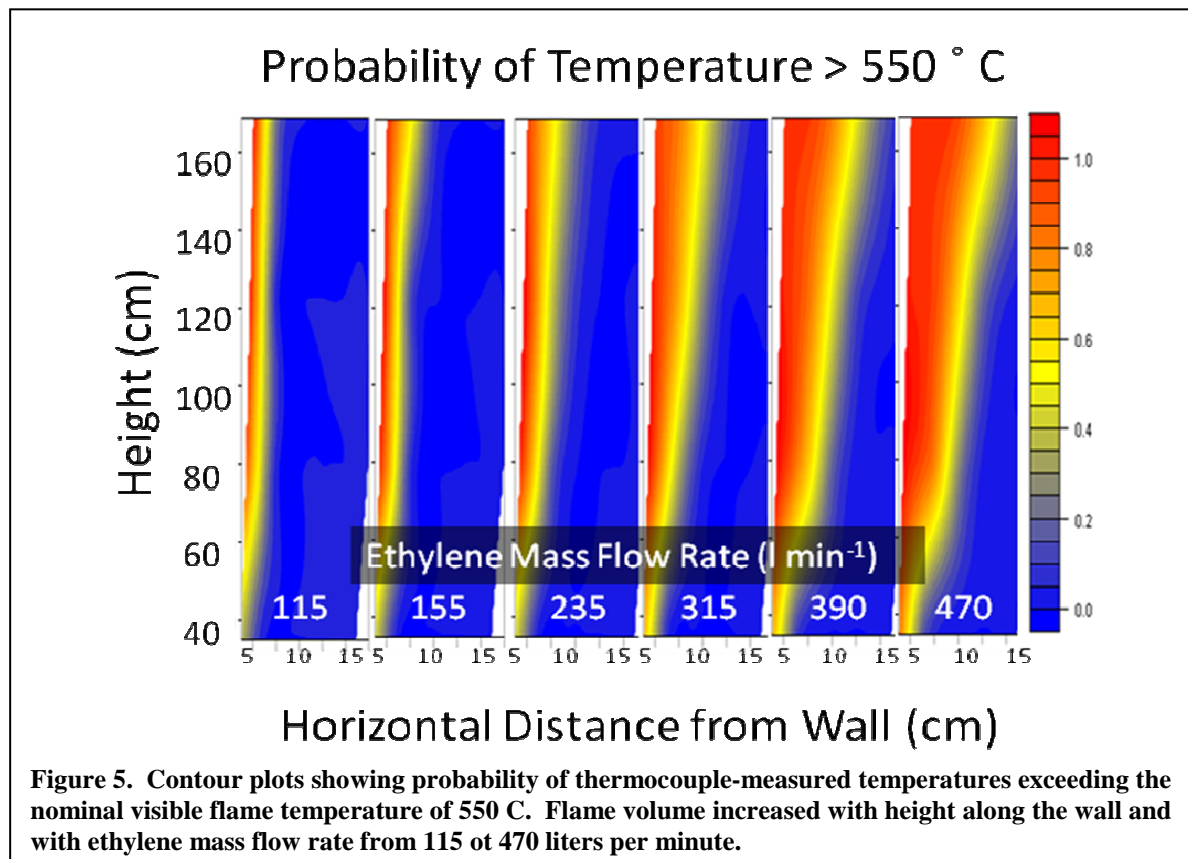 Probability of Temperature > 550 ° C
Height (cm)
160
140
120
100
80
60
40
Ethylene Mass Flow Rate (l min⁻¹)
115 155 235 315 390 470
5 10 15 5 10 15 5 10 15 5 10 15 5 10 15 5 10 15
1.0
0.8
0.6
0.4
0.2
0.0
Horizontal Distance from Wall (cm)
Figure 5. Contour plots showing probability of thermocouple-measured temperatures exceeding the
nominal visible flame temperature of 550 C. Flame volume increased with height along the wall and
with ethylene mass flow rate from 115 ot 470 liters per minute.